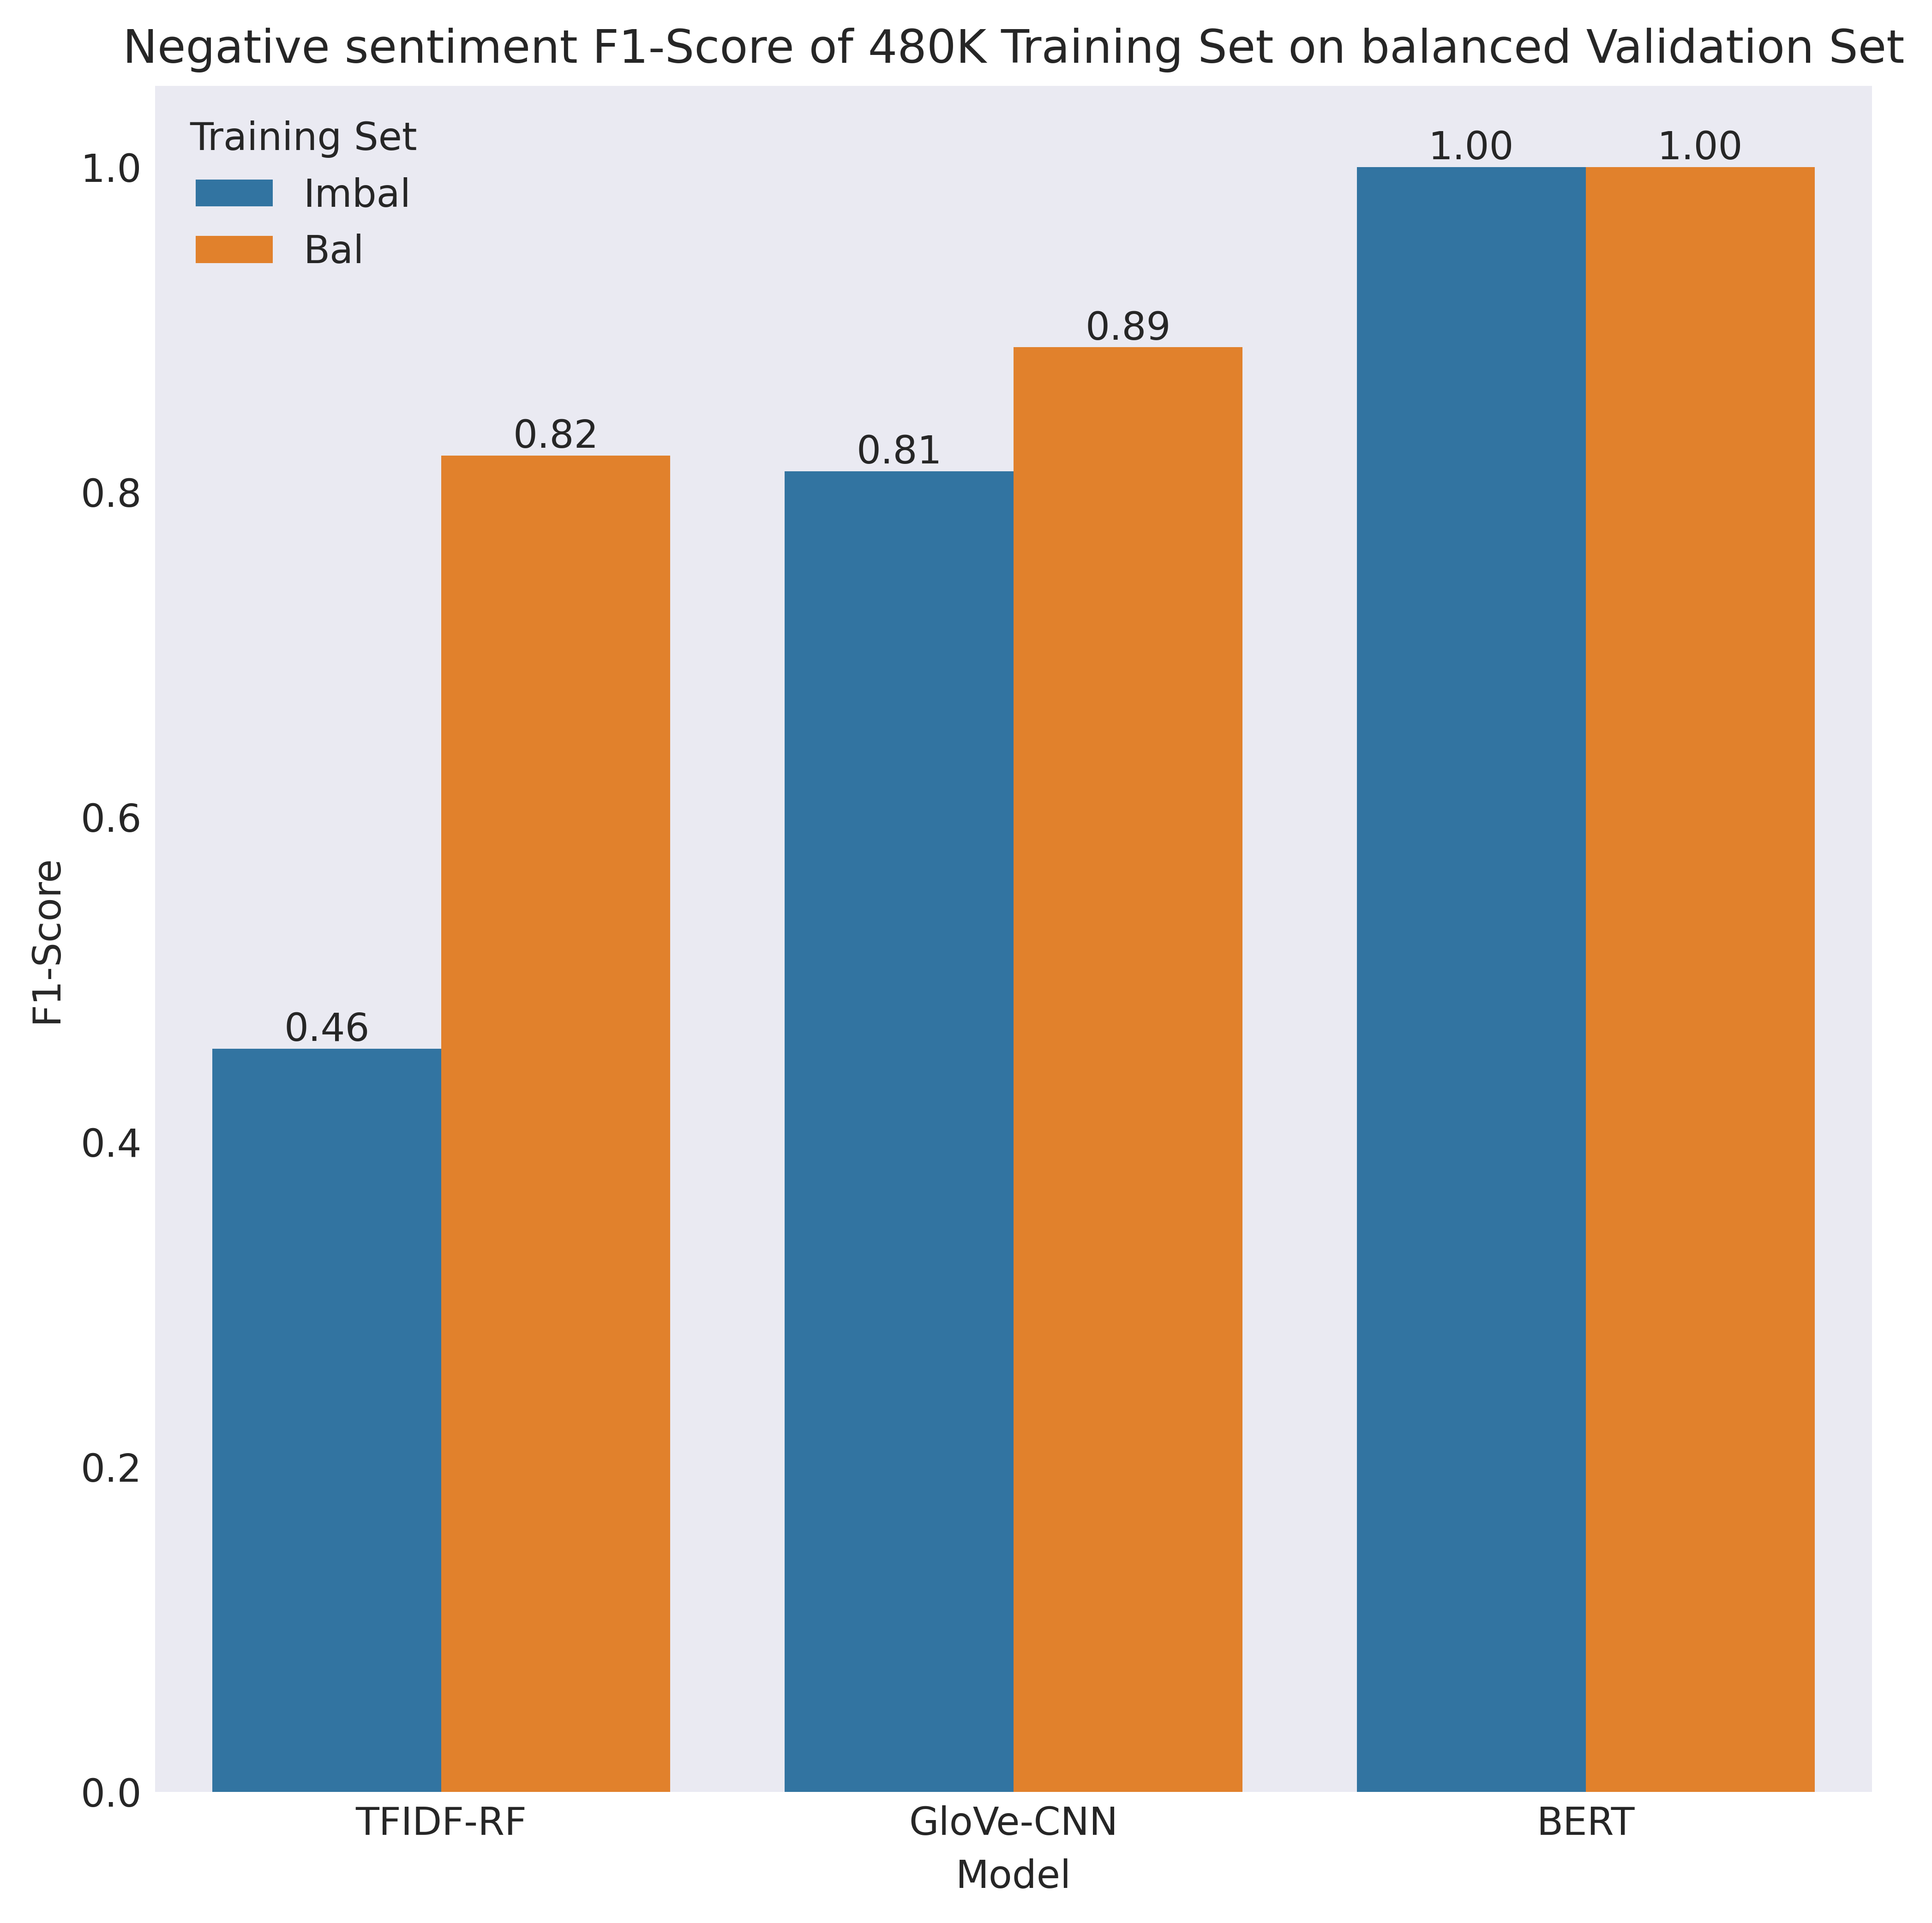 Negative sentiment F1-Score of 480K Training Set on balanced Validation Set
Training Set
Imbal
Bal
1.0
0.8
0.6
0.4
0.2
0.0
F1-Score
0.46
0.82
0.81
0.89
1.00
1.00
TFIDF-RF
GloVe-CNN
BERT
Model